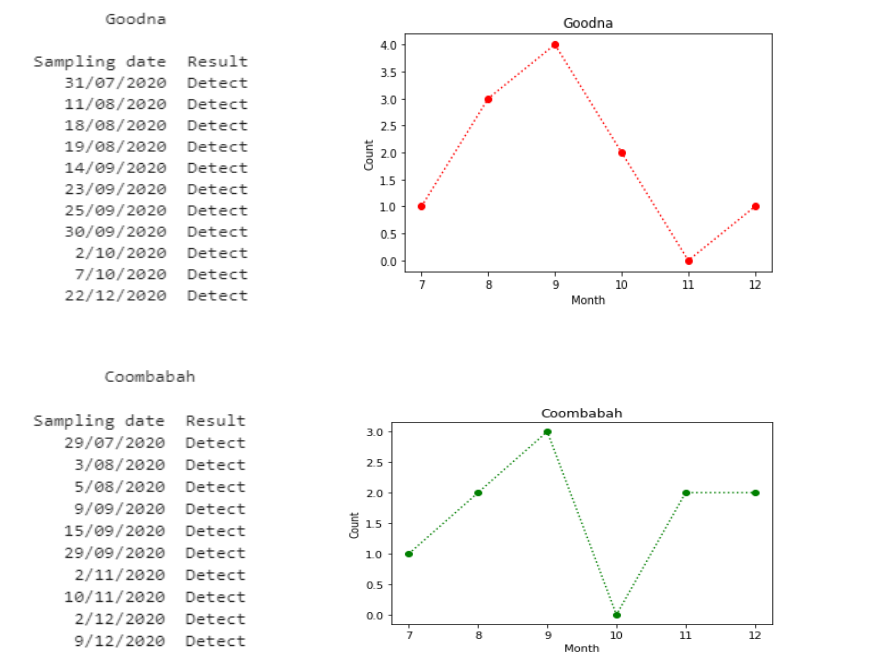 Goodna
Sampling date  Result
31/07/2020  Detect
11/08/2020  Detect
18/08/2020  Detect
19/08/2020  Detect
14/09/2020  Detect
23/09/2020  Detect
25/09/2020  Detect
30/09/2020  Detect
2/10/2020  Detect
7/10/2020  Detect
22/12/2020  Detect
Goodna
4.0
3.5
3.0
2.5
2.0
1.5
1.0
0.5
0.0
Count
7 8 9 10 11 12
Month
Coombabah
Sampling date  Result
29/07/2020  Detect
3/08/2020  Detect
5/08/2020  Detect
9/09/2020  Detect
15/09/2020  Detect
29/09/2020  Detect
2/11/2020  Detect
10/11/2020  Detect
2/12/2020  Detect
9/12/2020  Detect
Coombabah
3.0
2.5
2.0
1.5
1.0
0.5
0.0
Count
7 8 9 10 11 12
Month